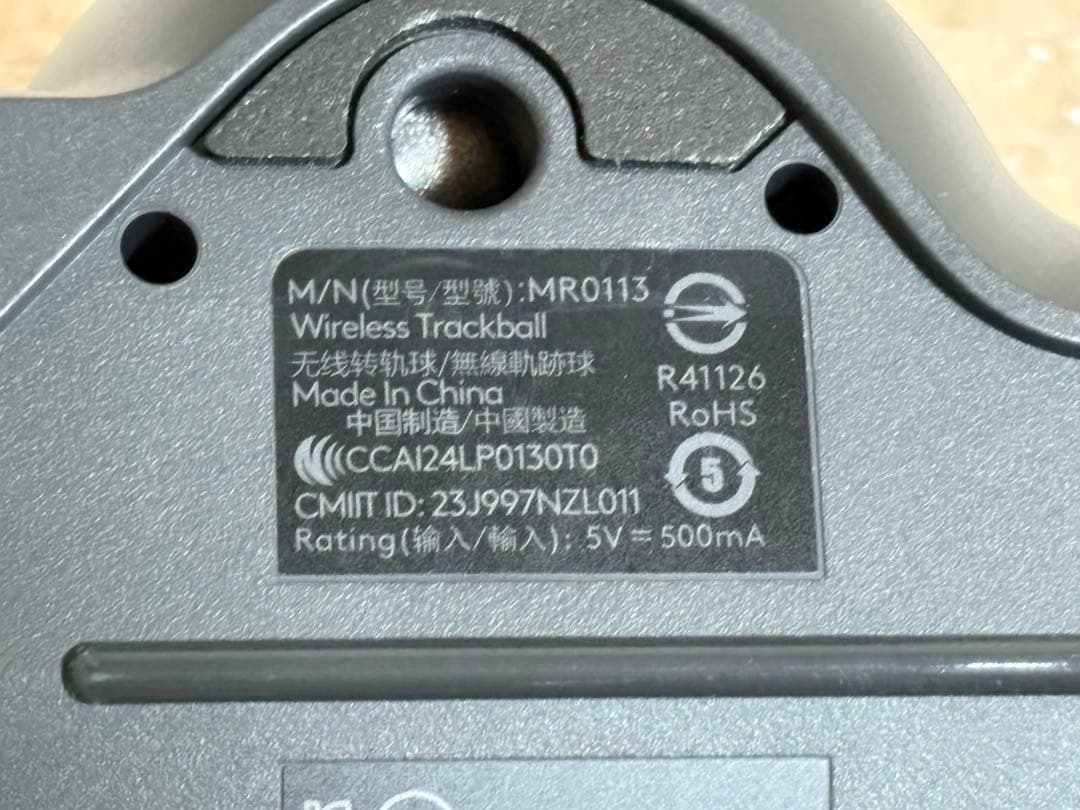 M/N(型号/型號):MR0113
Wireless Trackball
无线转轨球/無線軌跡球
Made In China
中国制造/中國製造
CCAI24LP0130T0
CMIIT ID: 23J997NZL011
Rating(输入/輸入): 5V ⎓ 500mA
R41126
RoHS
5